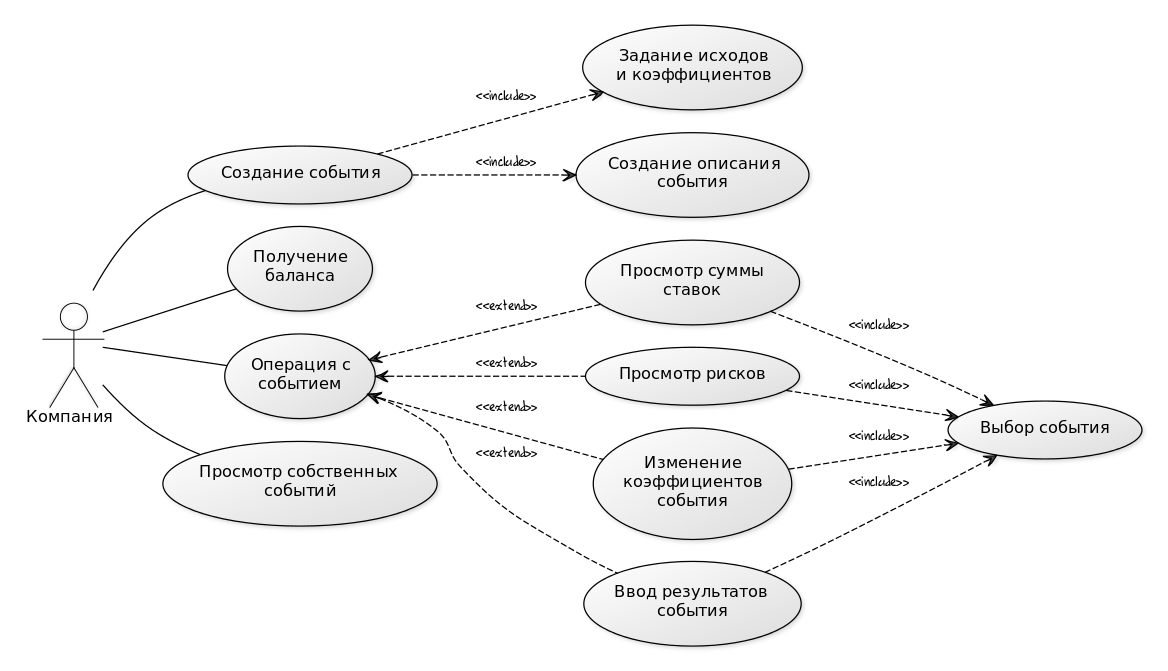 Задание исходов
и коэффициентов
<<include>>
Создание события
<<include>>
Создание описания
события
Получение
баланса
Просмотр суммы
ставок
<<extend>>
<<include>>
Операция с
событием
<<extend>>
Просмотр рисков
<<include>>
Компания
<<extend>>
Выбор события
<<include>>
Просмотр собственных
событий
<<extend>>
Изменение
коэффициентов
события
<<include>>
Ввод результатов
события